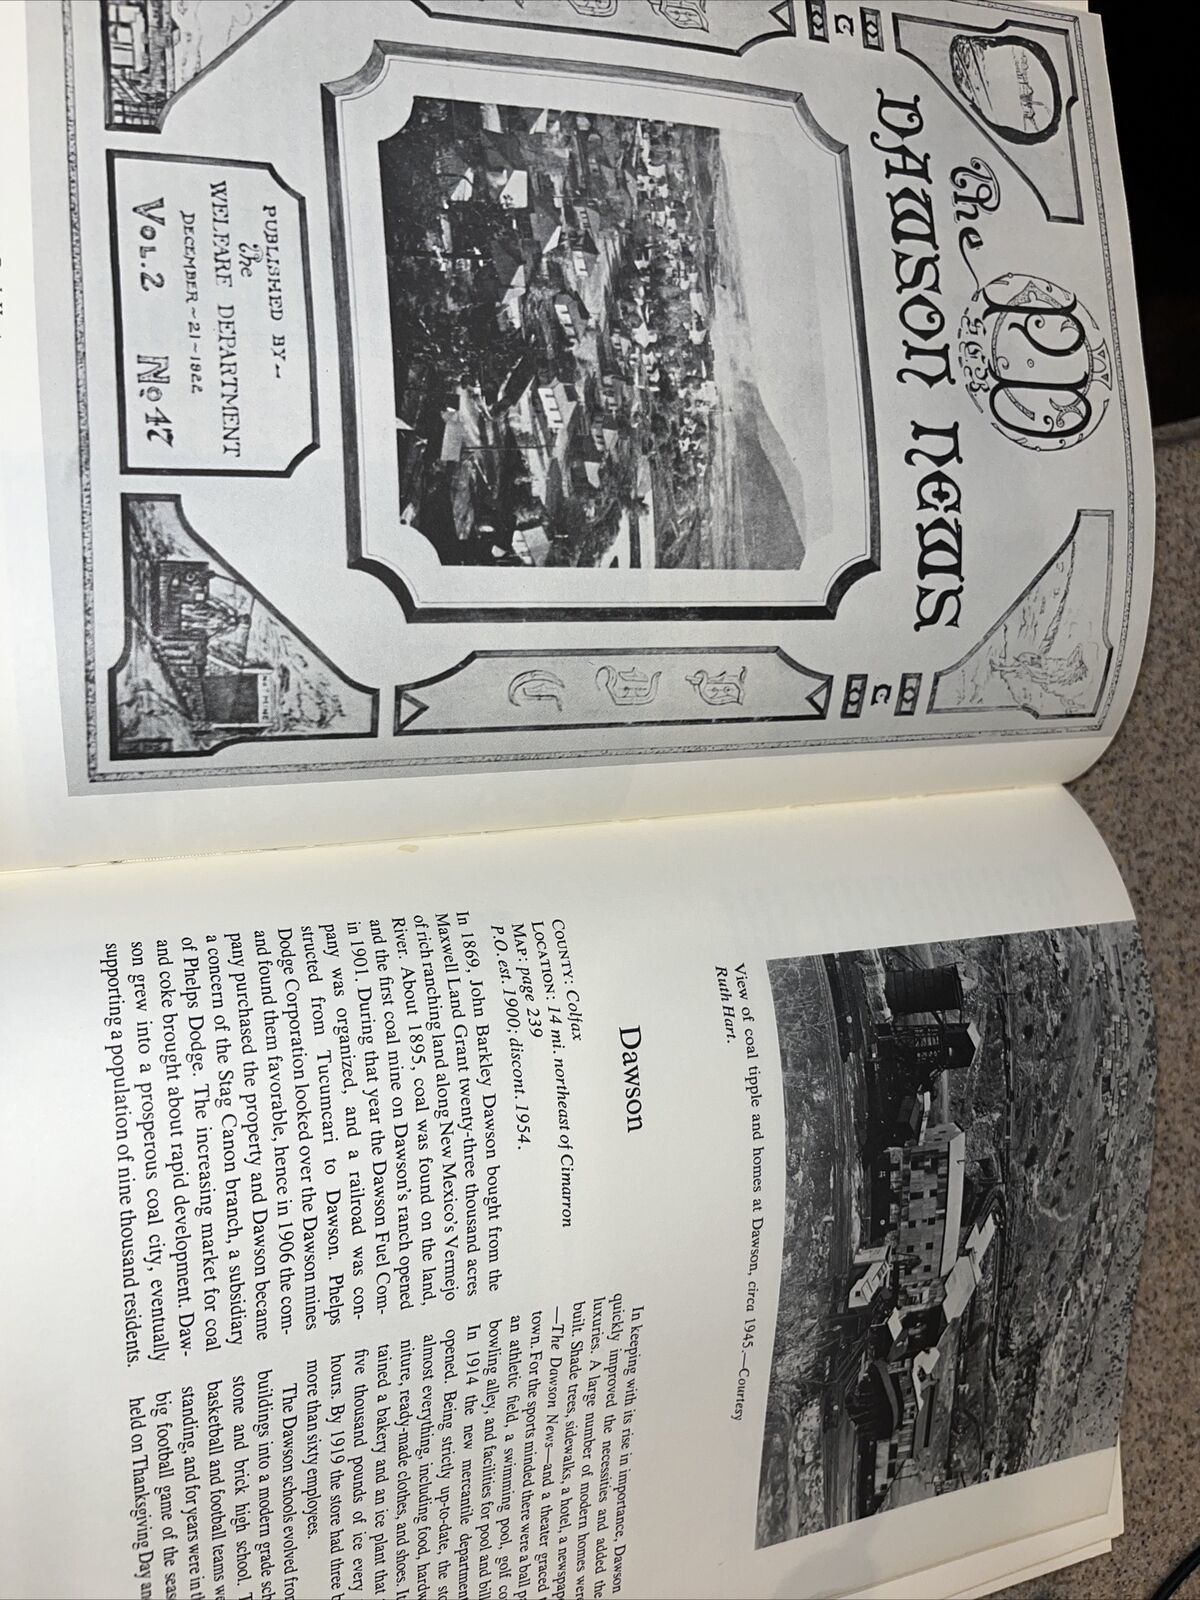 The
DAWSON NEWS
PUBLISHED BY~
The
WELFARE DEPARTMENT
DECEMBER~21~1922
VOL. 2 No 47
View of coal tipple and homes at Dawson, circa 1945.—Courtesy
Ruth Hart.
Dawson
COUNTY: Colfax
LOCATION: 14 mi. northeast of Cimarron
MAP: page 239
P.O. est. 1900; discont. 1954.
In 1869, John Barkley Dawson bought from the
Maxwell Land Grant twenty-three thousand acres
of rich ranching land along New Mexico's Vermejo
River. About 1895, coal was found on the land,
and the first coal mine on Dawson's ranch opened
in 1901. During that year the Dawson Fuel Com-
pany was organized, and a railroad was con-
structed from Tucumcari to Dawson. Phelps
Dodge Corporation looked over the Dawson mines
and found them favorable, hence in 1906 the com-
pany purchased the property and Dawson became
a concern of the Stag Canon branch, a subsidiary
of Phelps Dodge. The increasing market for coal
and coke brought about rapid development. Daw-
son grew into a prosperous coal city, eventually
supporting a population of nine thousand residents.
In keeping with its rise in importance, Dawson
quickly improved the necessities and added the
luxuries. A large number of modern homes were
built. Shade trees, sidewalks, a hotel, a newspap
—The Dawson News—and a theater graced
town. For the sports minded there were a ball p
an athletic field, a swimming pool, golf co
bowling alley, and facilities for pool and bill
In 1914 the new mercantile department
opened. Being strictly up-to-date, the sto
almost everything including food, hardw
niture, ready-made clothes, and shoes. It
tained a bakery and an ice plant that
five thousand pounds of ice every
hours. By 1919 the store had three b
more than sixty employees.
The Dawson schools evolved from
buildings into a modern grade sch
stone and brick high school. T
basketball and football teams we
standing, and for years were in th
big football game of the seas
held on Thanksgiving Day an